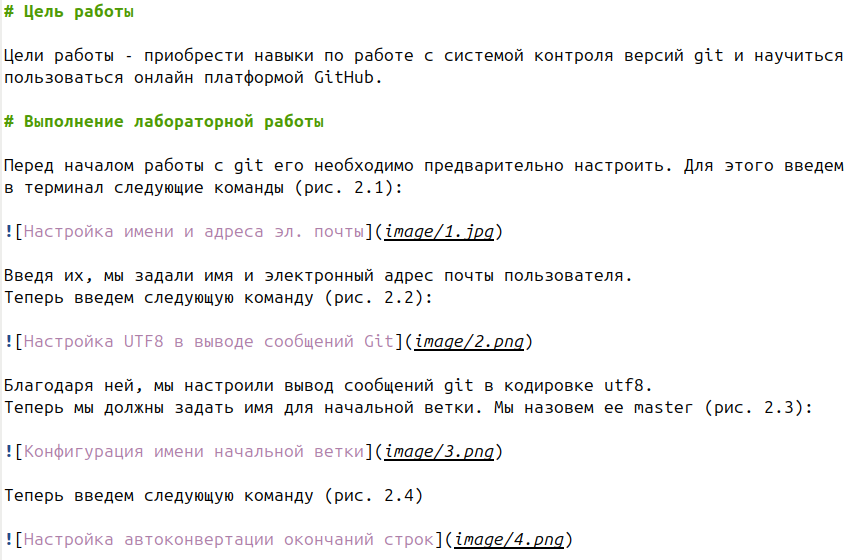 # Цель работы
Цели работы - приобрести навыки по работе с системой контроля версий git и научиться
пользоваться онлайн платформой GitHub.
# Выполнение лабораторной работы
Перед началом работы с git его необходимо предварительно настроить. Для этого введем
в терминал следующие команды (рис. 2.1):
![Настройка имени и адреса эл. почты](image/1.jpg)
Введя их, мы задали имя и электронный адрес почты пользователя.
Теперь введем следующую команду (рис. 2.2):
![Настройка UTF8 в выводе сообщений Git](image/2.png)
Благодаря ней, мы настроили вывод сообщений git в кодировке utf8.
Теперь мы должны задать имя для начальной ветки. Мы назовем ее master (рис. 2.3):
![Конфигурация имени начальной ветки](image/3.png)
Теперь введем следующую команду (рис. 2.4)
![Настройка автоконвертации окончаний строк](image/4.png)